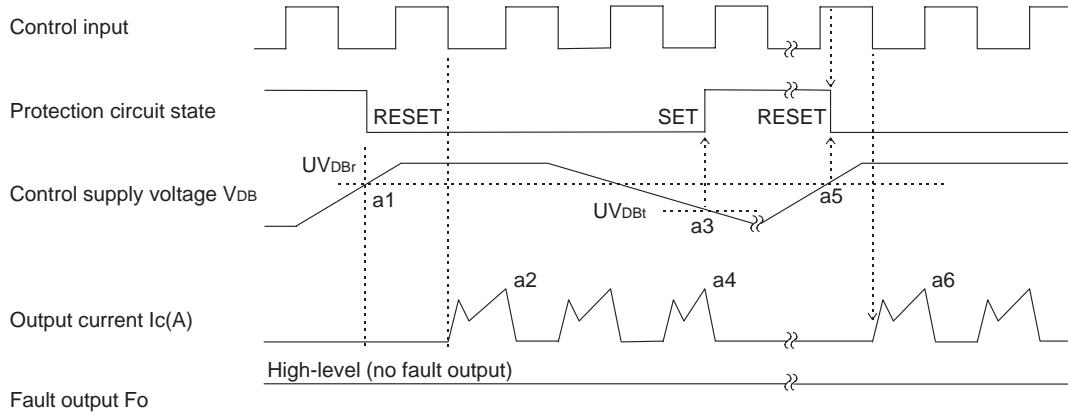 Control input
Protection circuit state
RESET
SET
RESET
UVDBr
Control supply voltage VDB
a1
UVDBt
a3
a5
a2
a4
a6
Output current Ic(A)
High-level (no fault output)
Fault output Fo